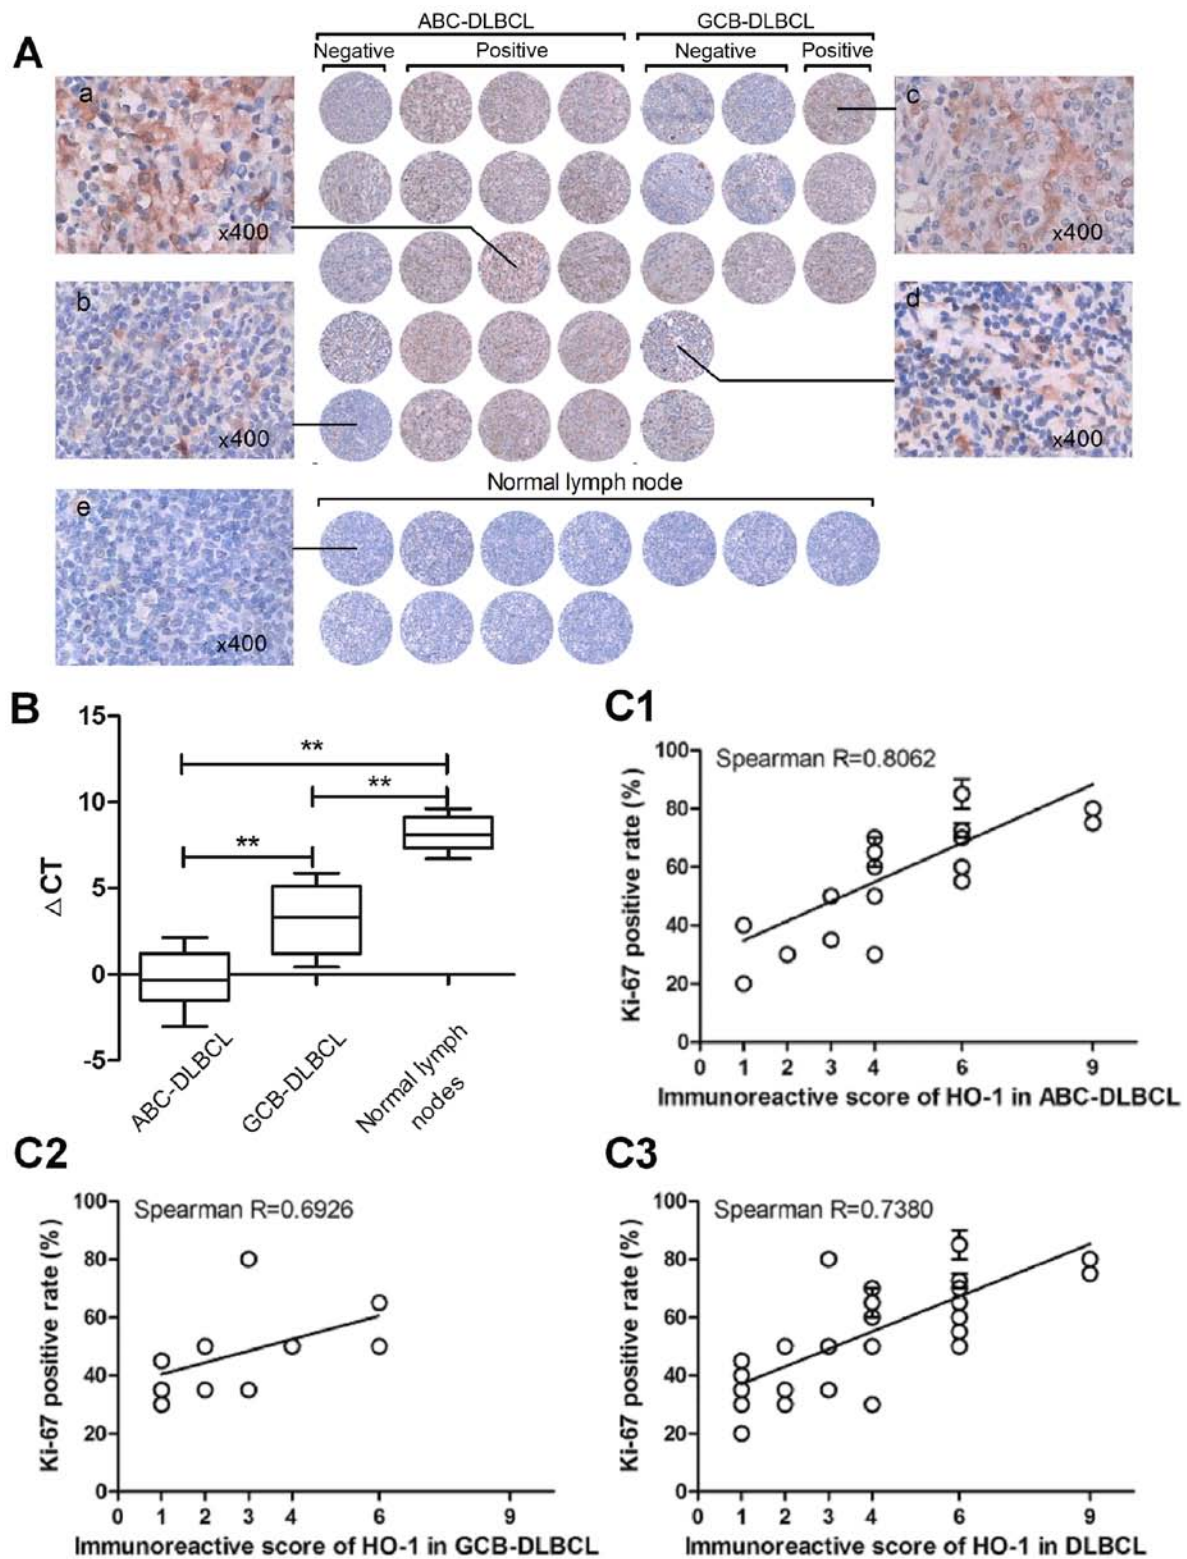 A
ABC-DLBCL
GCB-DLBCL
Negative
Positive
Negative
Positive
a
x400
b
x400
c
x400
d
x400
Normal lymph node
e
x400
B
15
10
5
0
-5
△CT
**
**
**
ABC-DLBCL
GCB-DLBCL
Normal lymph
nodes
C1
Spearman R=0.8062
Ki-67 positive rate (%)
100
80
60
40
20
0
0 1 2 3 4 6 9
Immunoreactive score of HO-1 in ABC-DLBCL
C2
Spearman R=0.6926
Ki-67 positive rate (%)
100
80
60
40
20
0
0 1 2 3 4 6 9
Immunoreactive score of HO-1 in GCB-DLBCL
C3
Spearman R=0.7380
Ki-67 positive rate (%)
100
80
60
40
20
0
0 1 2 3 4 6 9
Immunoreactive score of HO-1 in DLBCL